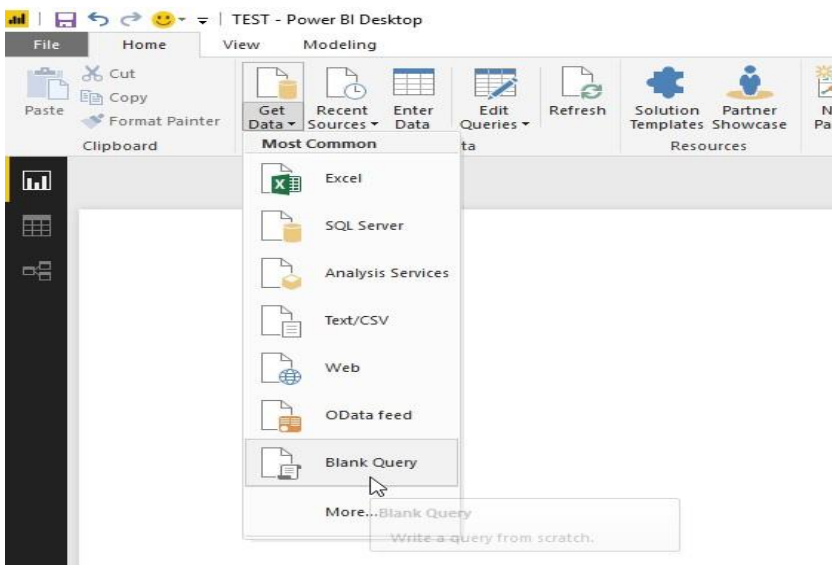 TEST - Power BI Desktop
File Home View Modeling
Paste
Cut
Copy
Format Painter
Clipboard
Get Data
Recent Sources
Enter Data
Edit Queries
Refresh
Solution Templates
Partner Showcase
Resources
Most Common
Excel
SQL Server
Analysis Services
Text/CSV
Web
OData feed
Blank Query
More...
Blank Query
Write a query from scratch.